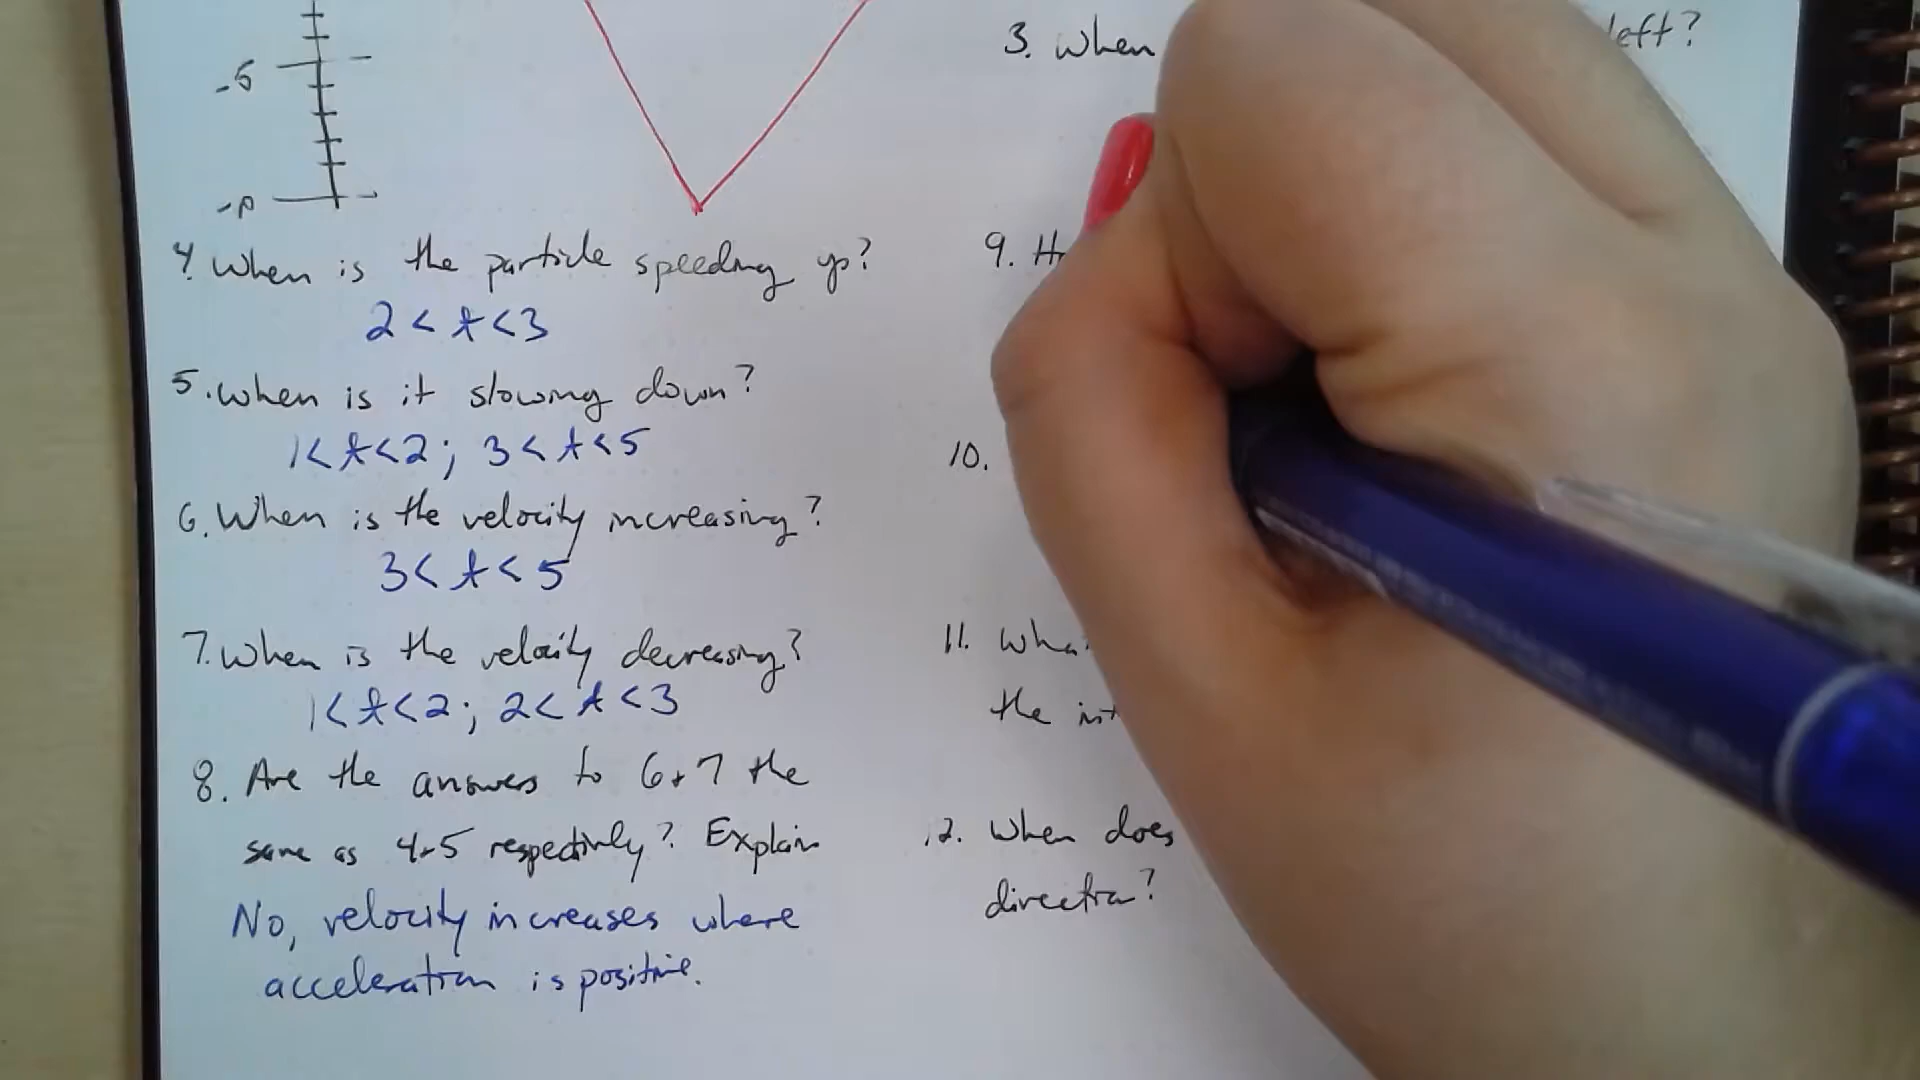 -5
3. When left?
4. When is the particle speeding up?
2 < t < 3
5. When is it slowing down?
1 < t < 2; 3 < t < 5
6. When is the velocity increasing?
3 < t < 5
7. When is the velocity decreasing?
1 < t < 2; 2 < t < 3
8. Are the answers to 6+7 the
same as 4+5 respectively? Explain
No, velocity increases where
acceleration is positive.
9.
10.
11.
the
12. When does
direction?